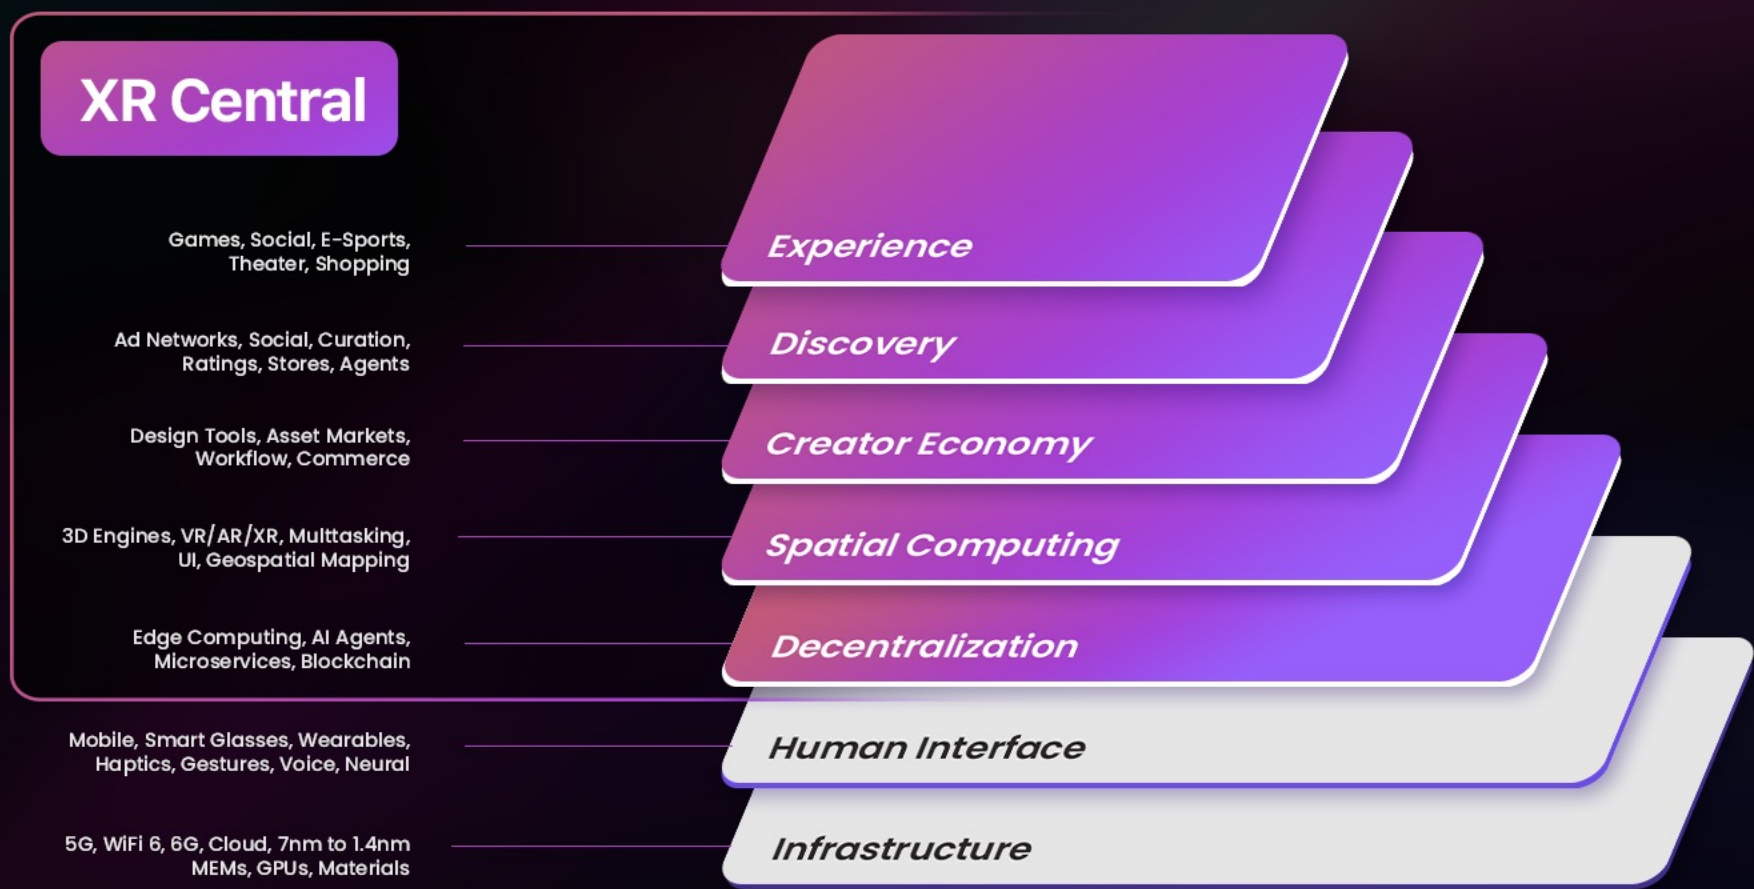 XR Central
Games, Social, E-Sports,
Theater, Shopping
Experience
Ad Networks, Social, Curation,
Ratings, Stores, Agents
Discovery
Design Tools, Asset Markets,
Workflow, Commerce
Creator Economy
3D Engines, VR/AR/XR, Multtasking,
UI, Geospatial Mapping
Spatial Computing
Edge Computing, AI Agents,
Microservices, Blockchain
Decentralization
Mobile, Smart Glasses, Wearables,
Haptics, Gestures, Voice, Neural
Human Interface
5G, WiFi 6, 6G, Cloud, 7nm to 1.4nm
MEMs, GPUs, Materials
Infrastructure